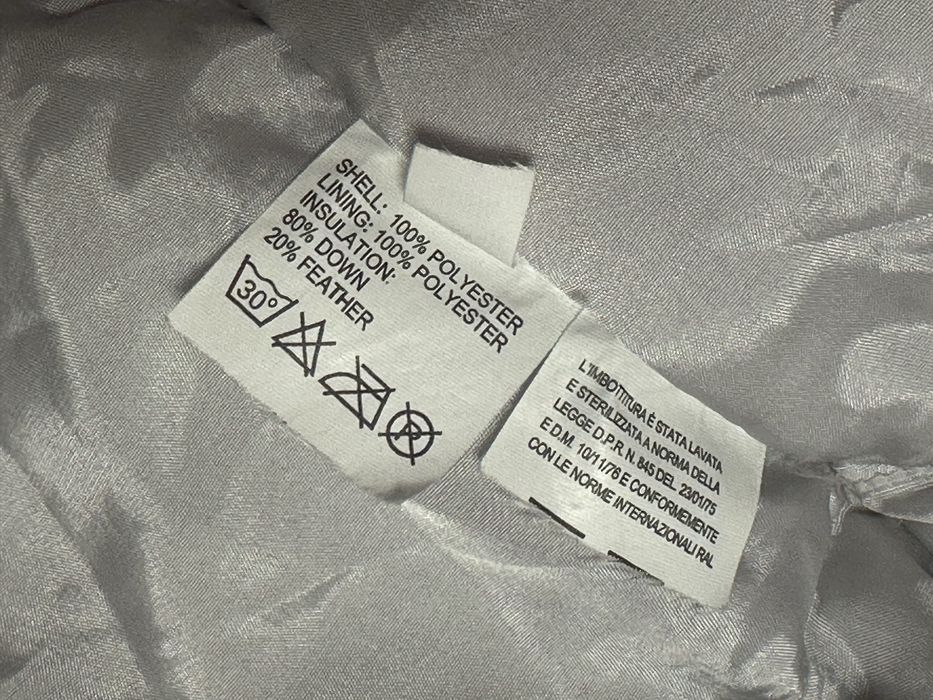 SHELL: 100% POLYESTER
LINING: 100% POLYESTER
INSULATION:
80% DOWN
20% FEATHER
30°
P
L'IMBOTTITURA È STATA LAVATA
E STERILIZZATA A NORMA DELLA
LEGGE D.P.R. N. 845 DEL 23/01/75
E D.M. 10/11/76 E CONFORMEMENTE
CON LE NORME INTERNAZIONALI RAL